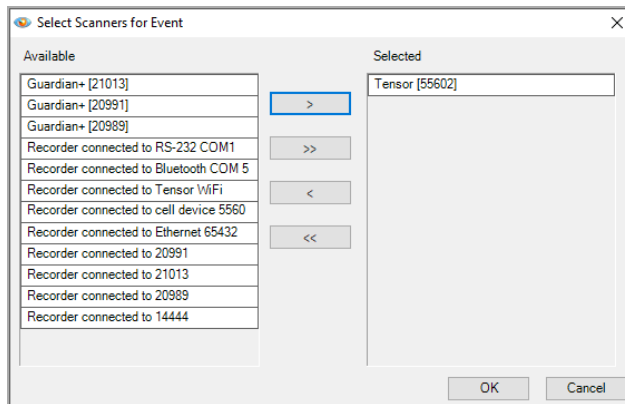 Select Scanners for Event
Available
Selected
Guardian+ [21013]
Guardian+ [20991]
Guardian+ [20989]
Recorder connected to RS-232 COM1
Recorder connected to Bluetooth COM 5
Recorder connected to Tensor WiFi
Recorder connected to cell device 5560
Recorder connected to Ethernet 65432
Recorder connected to 20991
Recorder connected to 21013
Recorder connected to 20989
Recorder connected to 14444
>
>>
<
<<
Tensor [55602]
OK
Cancel